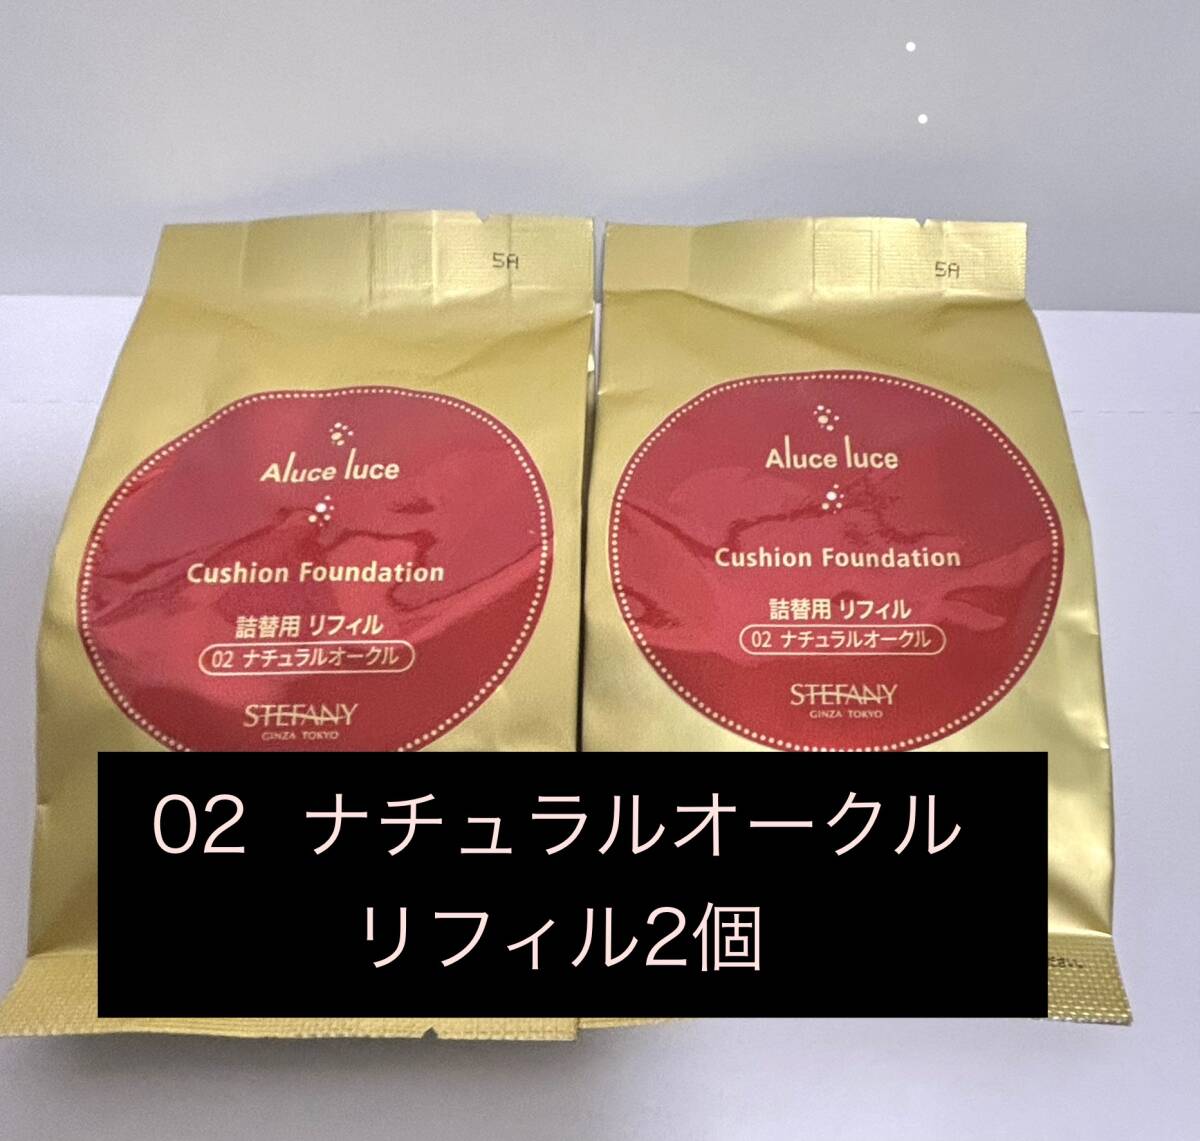 5A
Aluce luce
Cushion Foundation
詰替用 リフィル
02 ナチュラルオークル
STEFANY
GINZA TOKYO
5A
Aluce luce
Cushion Foundation
詰替用 リフィル
02 ナチュラルオークル
STEFANY
GINZA TOKYO
ださい。
02 ナチュラルオークル
リフィル2個